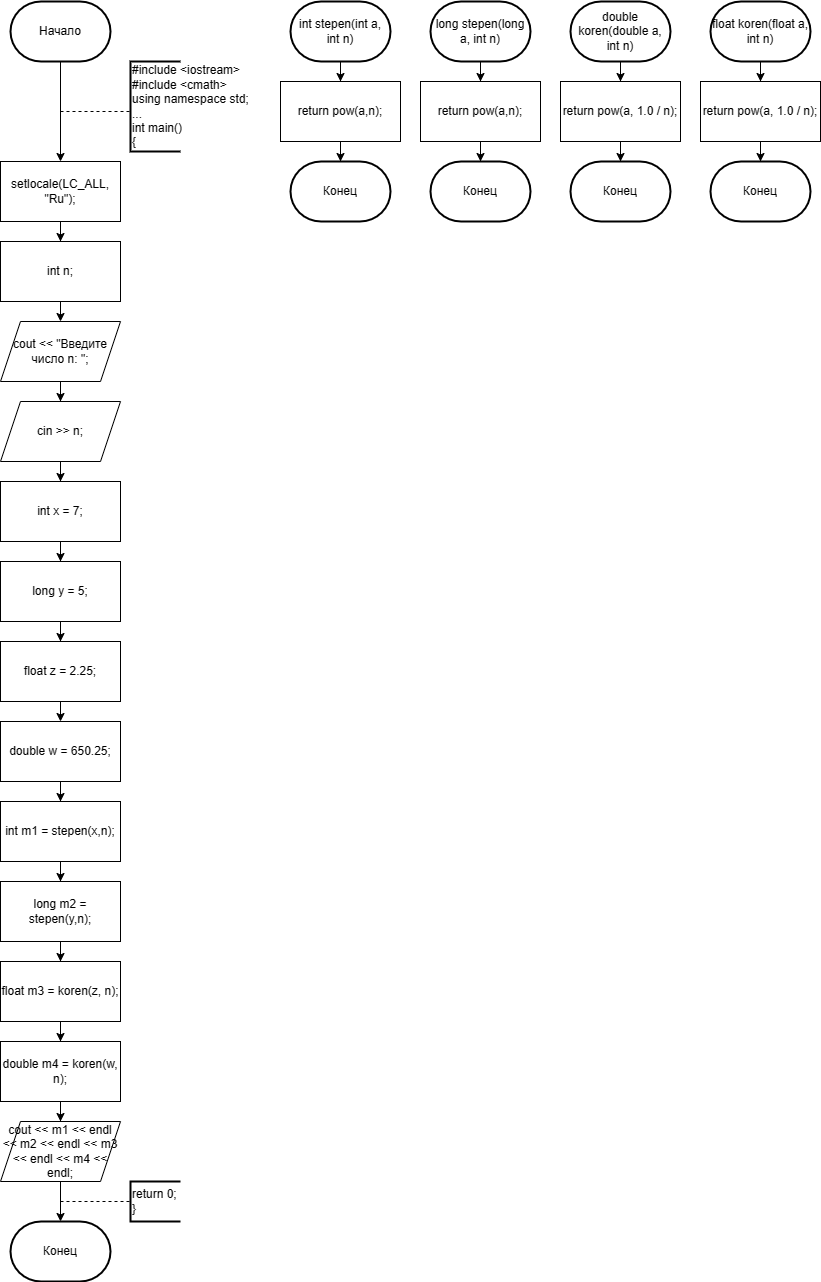 Начало
#include <iostream>
#include <cmath>
using namespace std;
...
int main()
{
setlocale(LC_ALL,
"Ru");
int n;
cout << "Введите
число n: ";
cin >> n;
int x = 7;
long y = 5;
float z = 2.25;
double w = 650.25;
int m1 = stepen(x,n);
long m2 =
stepen(y,n);
float m3 = koren(z, n);
double m4 = koren(w,
n);
cout << m1 << endl
<< m2 << endl << m3
<< endl << m4 <<
endl;
return 0;
}
Конец
int stepen(int a,
int n)
return pow(a,n);
Конец
long stepen(long
a, int n)
return pow(a,n);
Конец
double
koren(double a,
int n)
return pow(a, 1.0 / n);
Конец
float koren(float a,
int n)
return pow(a, 1.0 / n);
Конец